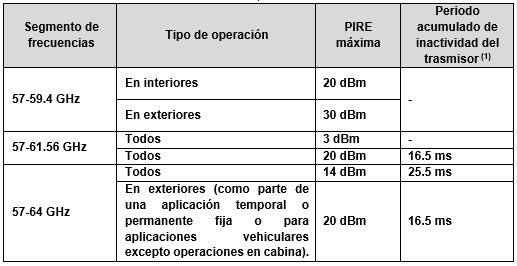 Segmento de frecuencias
Tipo de operación
PIRE máxima
Periodo acumulado de inactividad del trasmisor (1)
57-59.4 GHz
En interiores
20 dBm
-
En exteriores
30 dBm
57-61.56 GHz
Todos
3 dBm
-
Todos
20 dBm
16.5 ms
57-64 GHz
Todos
14 dBm
25.5 ms
En exteriores (como parte de
una aplicación temporal o
permanente fija o para
aplicaciones vehiculares
excepto operaciones en cabina).
20 dBm
16.5 ms